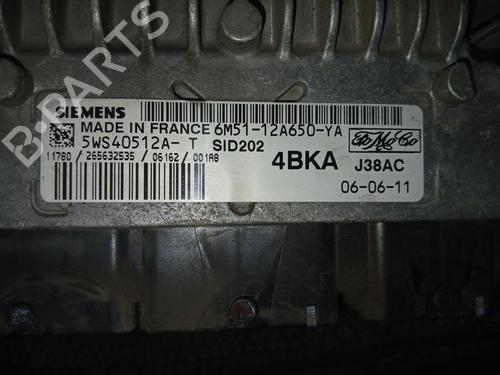 B-PARTS
SIEMENS
MADE IN FRANCE 6M51-12A650-YA
5WS40512A- T SID202
FoMoCo
11780 / 265632535 / 06162 / 001A8
4BKA J38AC
06-06-11